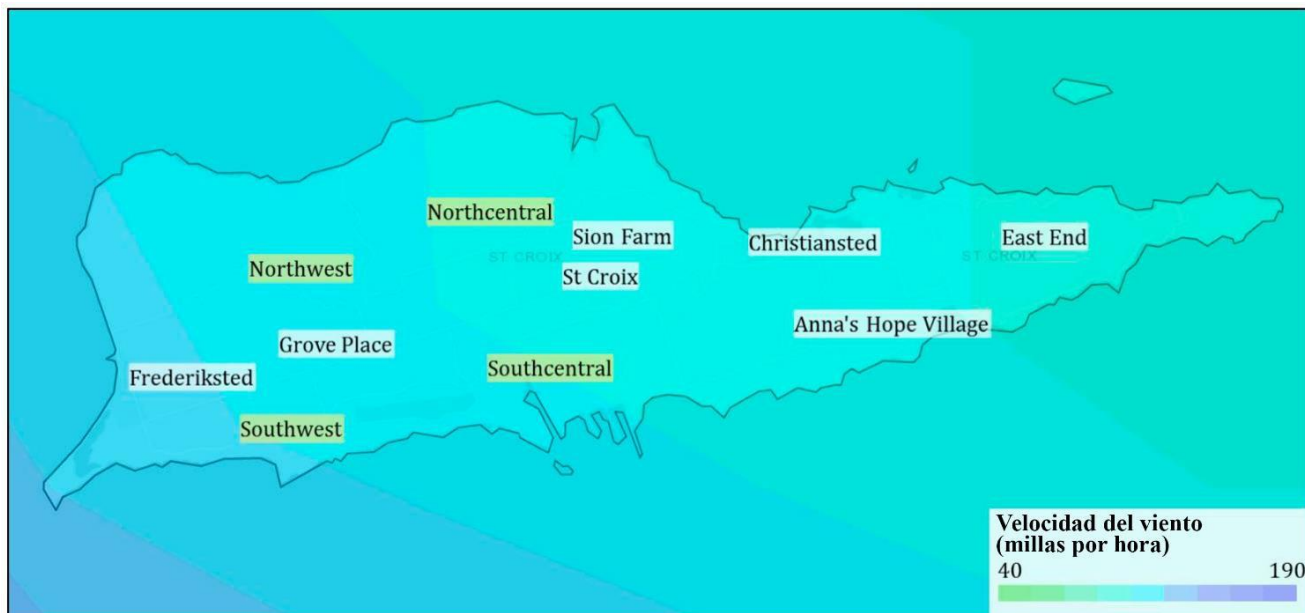 Northcentral
Sion Farm
Christiansted
East End
ST CROIX
ST CROIX
Northwest
St Croix
Anna's Hope Village
Grove Place
Frederiksted
Southcentral
Southwest
Velocidad del viento
(millas por hora)
40 190